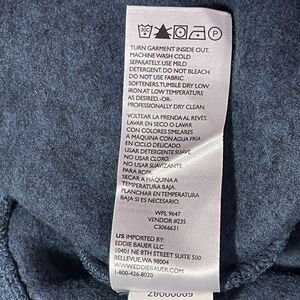 P
TURN GARMENT INSIDE OUT.
MACHINE WASH COLD
SEPARATELY. USE MILD
DETERGENT. DO NOT BLEACH.
DO NOT USE FABRIC
SOFTENERS. TUMBLE DRY LOW.
IRON AT LOW TEMPERATURE
AS DESIRED. -OR-
PROFESSIONALLY DRY CLEAN.
VOLTEAR LA PRENDA AL REVÉS.
LAVAR EN SECO O LAVAR
CON COLORES SIMILARES
A MÁQUINA CON AGUA FRÍA
EN CICLO DELICADO.
USAR DETERGENTE SUAVE.
NO USAR CLORO.
NO USAR SUAVIZANTE
PARA ROPA.
SECAR A MÁQUINA A
TEMPERATURA BAJA.
PLANCHAR EN TEMPERATURA
BAJA SI ES NECESARIO.
WPL 9647
VENDOR #225
C3066631
US IMPORTED BY:
EDDIE BAUER LLC
10401 NE 8TH STREET SUITE 500
BELLEVUE, WA 98004
WWW.EDDIEBAUER.COM
1-800-426-8020